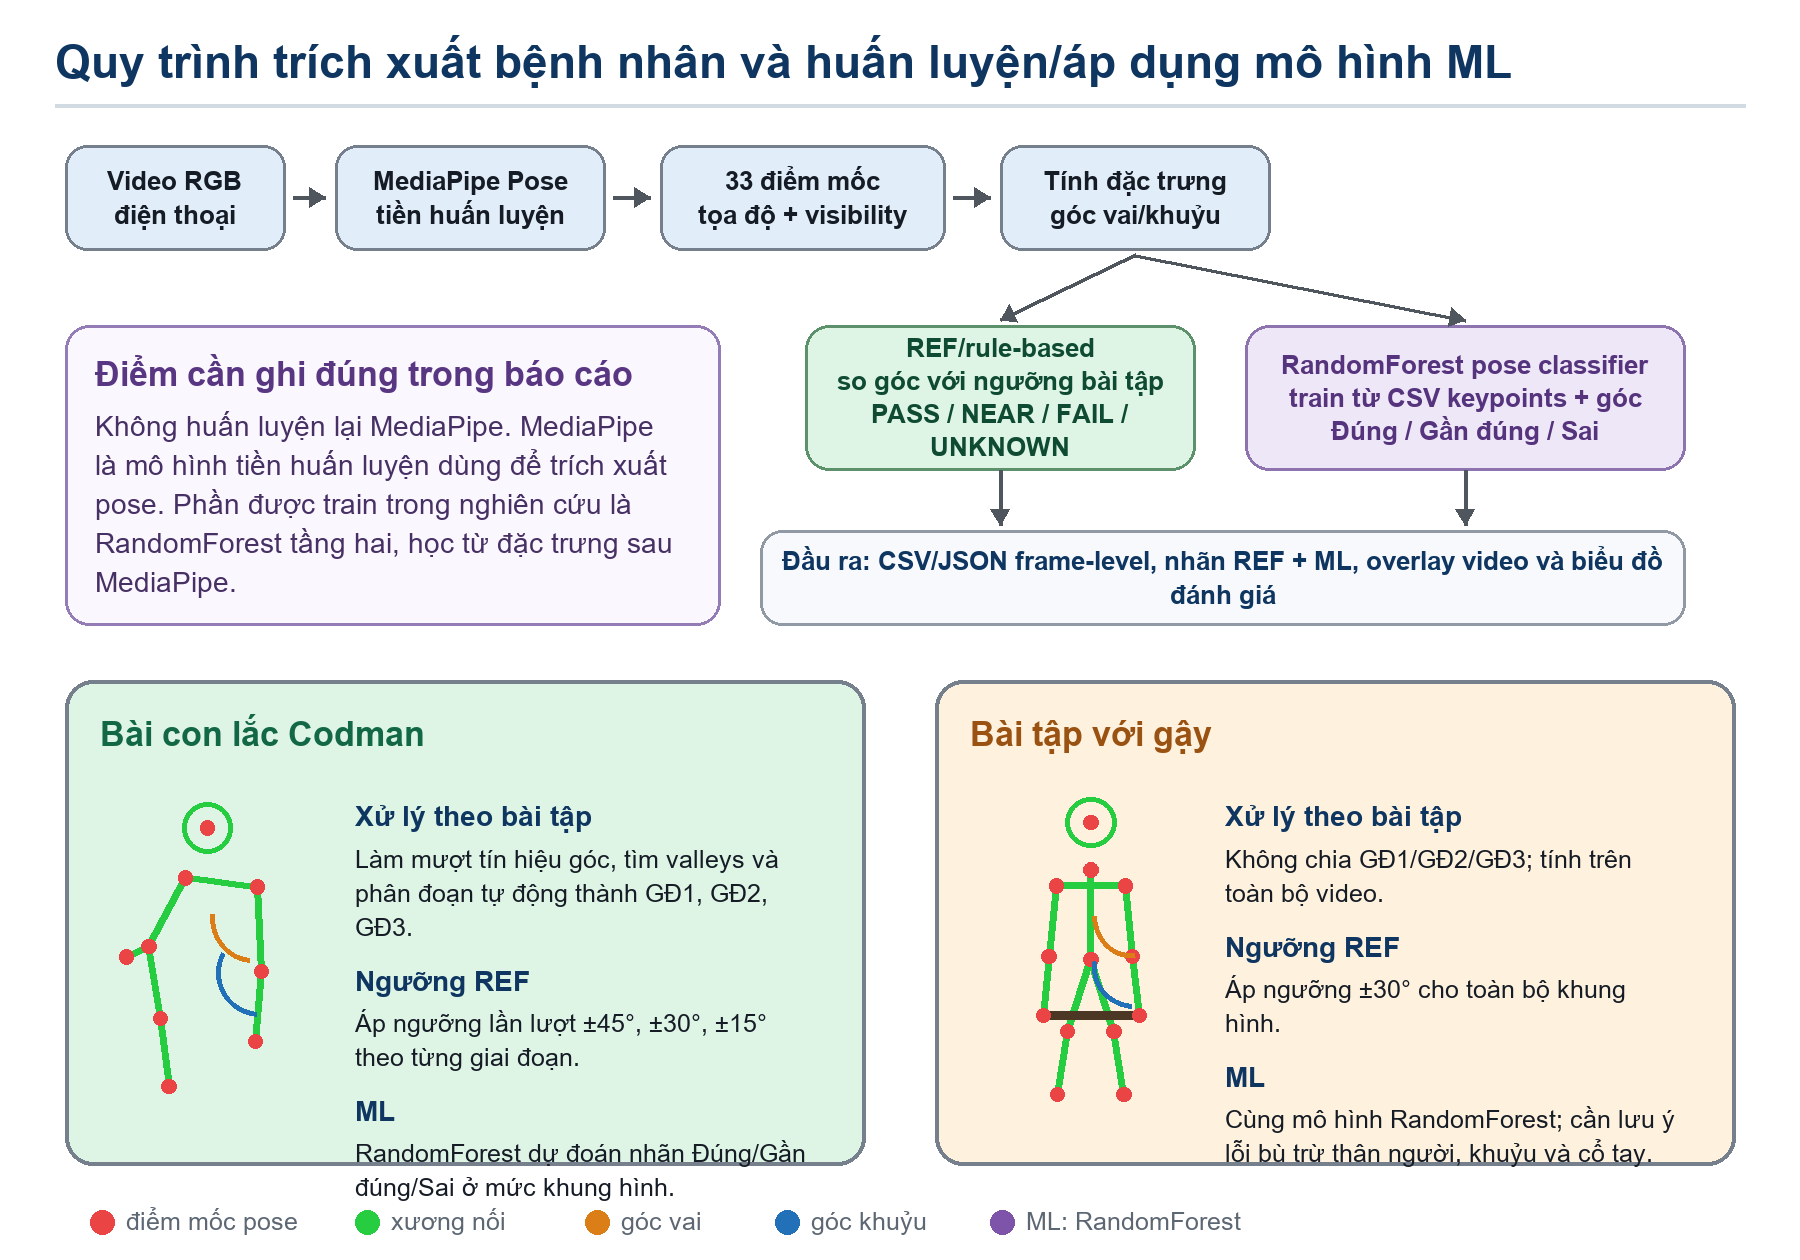 Quy trình trích xuất bệnh nhân và huấn luyện/áp dụng mô hình ML
Video RGB
điện thoại
MediaPipe Pose
tiền huấn luyện
33 điểm mốc
tọa độ + visibility
Tính đặc trưng
góc vai/khuỷu
Điểm cần ghi đúng trong báo cáo
Không huấn luyện lại MediaPipe. MediaPipe
là mô hình tiền huấn luyện dùng để trích xuất
pose. Phần được train trong nghiên cứu là
RandomForest tầng hai, học từ đặc trưng sau
MediaPipe.
REF/rule-based
so góc với ngưỡng bài tập
PASS / NEAR / FAIL /
UNKNOWN
RandomForest pose classifier
train từ CSV keypoints + góc
Đúng / Gần đúng / Sai
Đầu ra: CSV/JSON frame-level, nhãn REF + ML, overlay video và biểu đồ
đánh giá
Bài con lắc Codman
Xử lý theo bài tập
Làm mượt tín hiệu góc, tìm valleys và
phân đoạn tự động thành GĐ1, GĐ2,
GĐ3.
Ngưỡng REF
Áp ngưỡng lần lượt ±45°, ±30°, ±15°
theo từng giai đoạn.
ML
RandomForest dự đoán nhãn Đúng/Gần
đúng/Sai ở mức khung hình.
Bài tập với gậy
Xử lý theo bài tập
Không chia GĐ1/GĐ2/GĐ3; tính trên
toàn bộ video.
Ngưỡng REF
Áp ngưỡng ±30° cho toàn bộ khung
hình.
ML
Cùng mô hình RandomForest; cần lưu ý
lỗi bù trừ thân người, khuỷu và cổ tay.
điểm mốc pose
xương nối
góc vai
góc khuỷu
ML: RandomForest